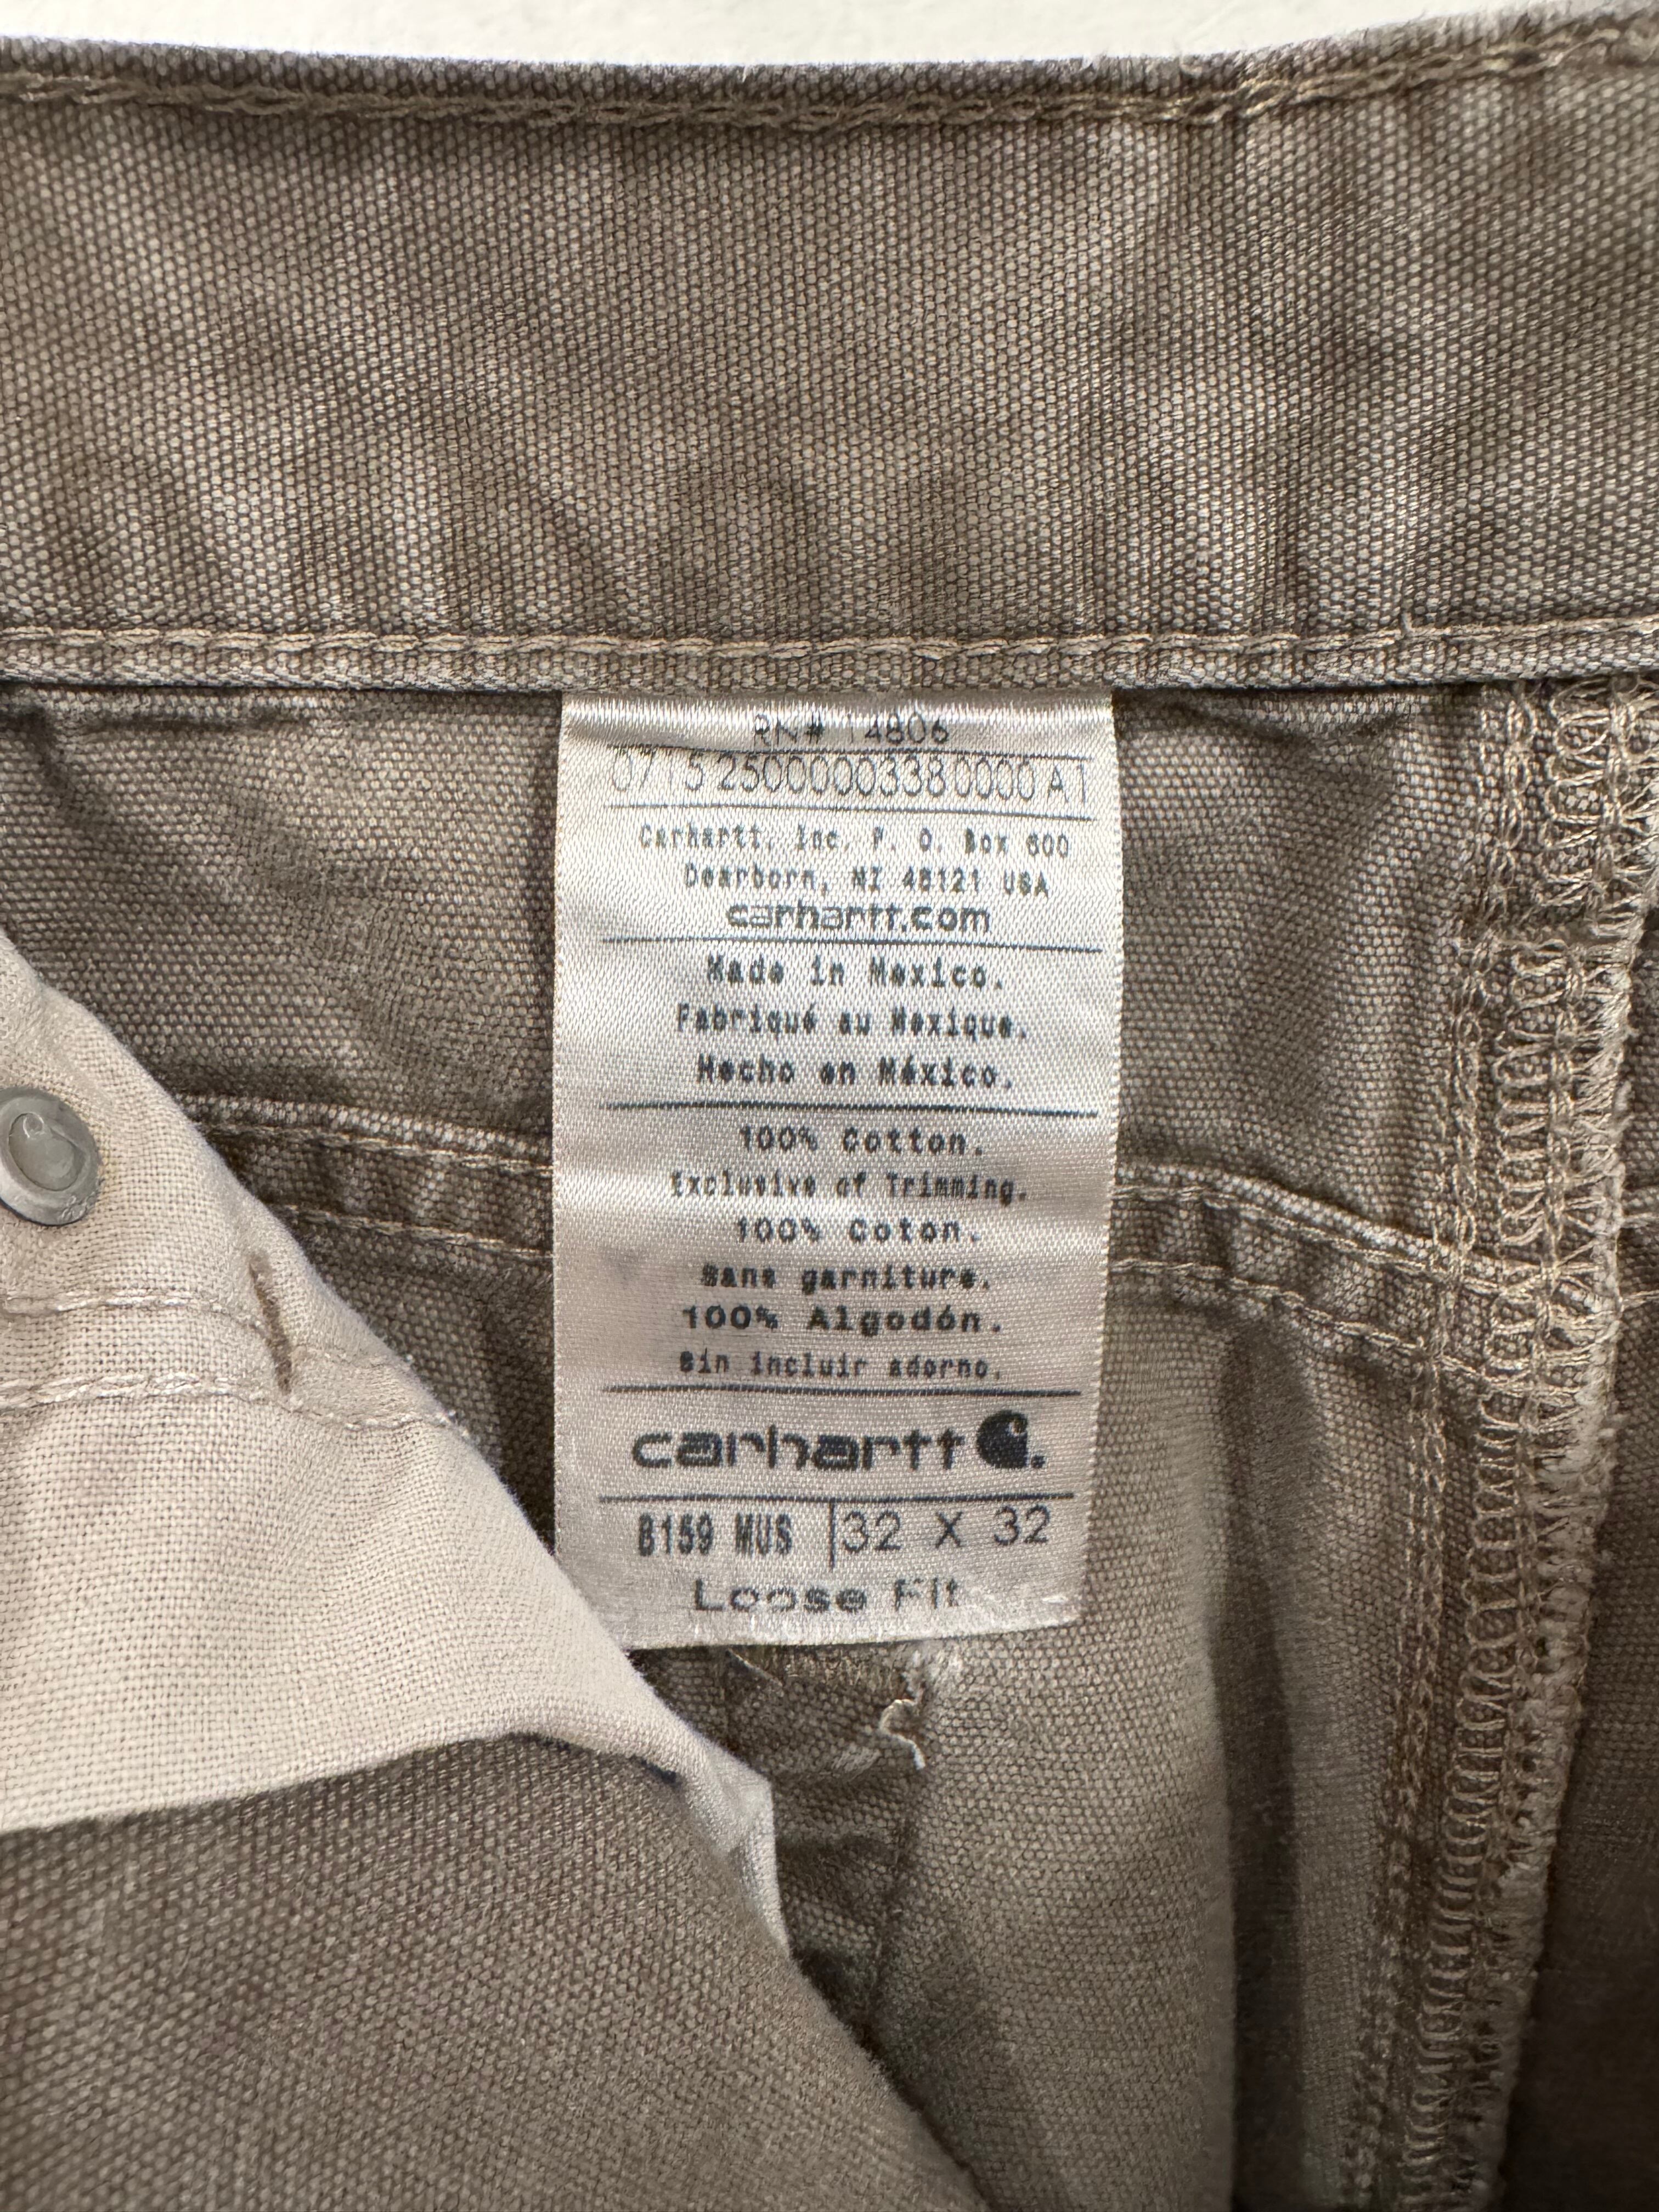 RN# 14806
0715 25000000338 0000 A1
Carhartt, Inc. P. O. Box 600
Dearborn, MI 48121 USA
carhartt.com
Made in Mexico.
Fabriqué au Mexique.
Hecho en México.
100% Cotton.
Exclusive of Trimming.
100% Coton.
Sans garniture.
100% Algodón.
Sin incluir adorno.
carhartt
B159 MUS 32 X 32
Loose Fit